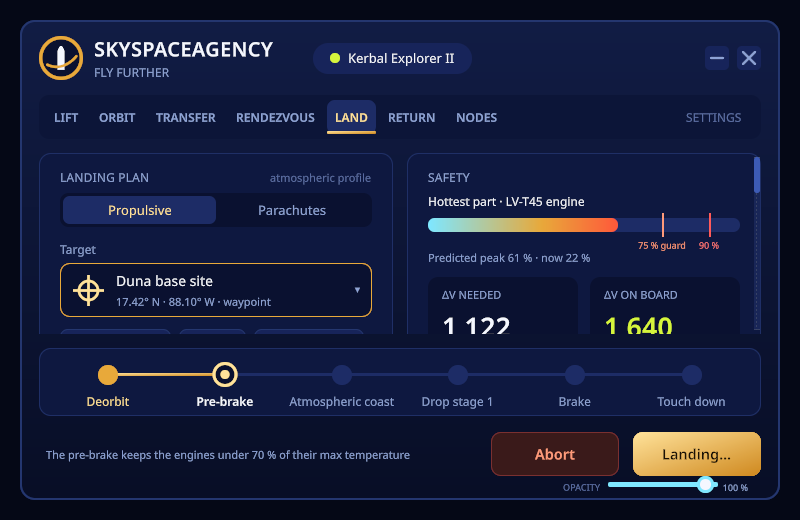 SKYSPACEAGENCY
FLY FURTHER
Kerbal Explorer II
LIFT ORBIT TRANSFER RENDEZVOUS LAND RETURN NODES SETTINGS
LANDING PLAN atmospheric profile
Propulsive Parachutes
Target
Duna base site
17.42° N · 88.10° W · waypoint
SAFETY
Hottest part · LV-T45 engine
75 % guard 90 %
Predicted peak 61 % · now 22 %
ΔV NEEDED
1 122
ΔV ON BOARD
1 640
Deorbit Pre-brake Atmospheric coast Drop stage 1 Brake Touch down
The pre-brake keeps the engines under 70 % of their max temperature
Abort Landing...
OPACITY 100 %